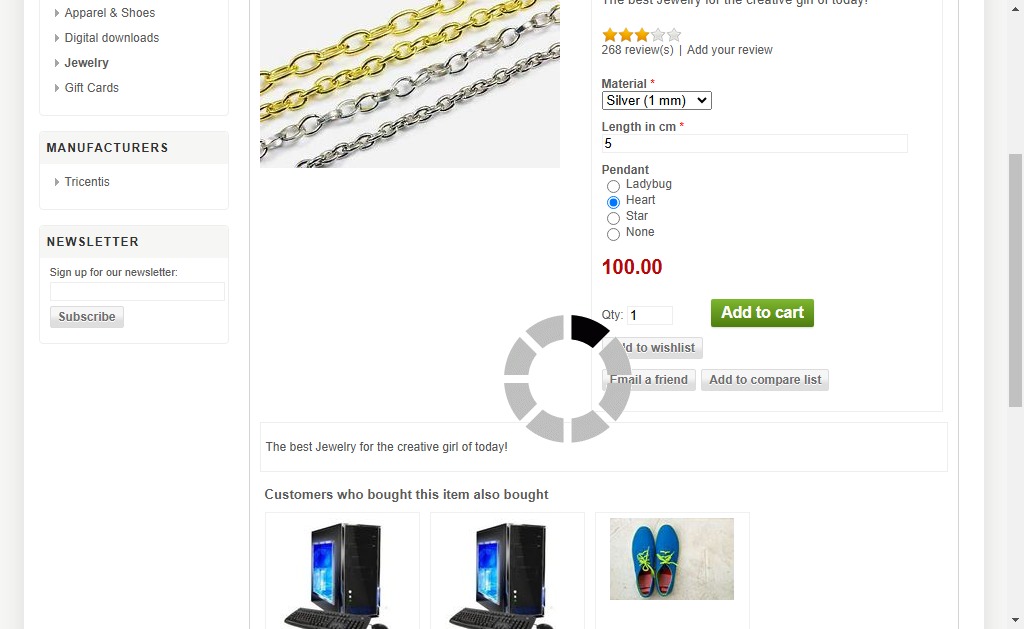 Apparel & Shoes
Digital downloads
Jewelry
Gift Cards
MANUFACTURERS
Tricentis
NEWSLETTER
Sign up for our newsletter:
Subscribe
The best Jewelry for the creative girl of today!
268 review(s) | Add your review
Material *
Silver (1 mm)
Length in cm *
5
Pendant
Ladybug
Heart
Star
None
100.00
Qty: 1
Add to cart
Add to wishlist
Email a friend
Add to compare list
The best Jewelry for the creative girl of today!
Customers who bought this item also bought